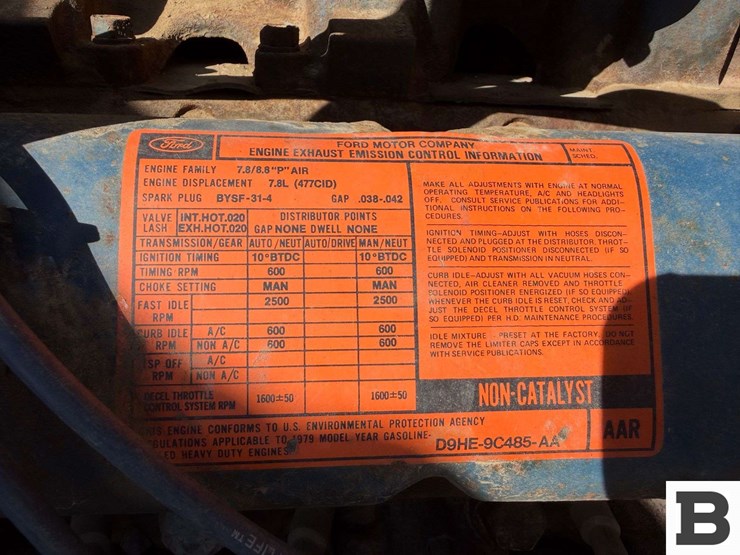 Ford
FORD MOTOR COMPANY
ENGINE EXHAUST EMISSION CONTROL INFORMATION
MAINT. SCHED.
ENGINE FAMILY 7.8/8.8 "P" AIR
ENGINE DISPLACEMENT 7.8L (477CID)
SPARK PLUG BYSF-31-4 GAP .038-.042
VALVE LASH INT.HOT.020 DISTRIBUTOR POINTS
EXH.HOT.020 GAP NONE DWELL NONE
TRANSMISSION/GEAR AUTO/NEUT AUTO/DRIVE MAN/NEUT
IGNITION TIMING 10°BTDC 10°BTDC
TIMING RPM 600 600
CHOKE SETTING MAN MAN
FAST IDLE RPM 2500 2500
CURB IDLE RPM A/C 600 600
NON A/C 600 600
TSP OFF RPM A/C
NON A/C
DECEL THROTTLE CONTROL SYSTEM RPM 1600±50 1600±50
MAKE ALL ADJUSTMENTS WITH ENGINE AT NORMAL
OPERATING TEMPERATURE, A/C AND HEADLIGHTS
OFF. CONSULT SERVICE PUBLICATIONS FOR ADDI-
TIONAL INSTRUCTIONS ON THE FOLLOWING PRO-
CEDURES.
IGNITION TIMING-ADJUST WITH HOSES DISCON-
NECTED AND PLUGGED AT THE DISTRIBUTOR. THROT-
TLE SOLENOID POSITIONER DISCONNECTED (IF SO
EQUIPPED) AND TRANSMISSION IN NEUTRAL.
CURB IDLE-ADJUST WITH ALL VACUUM HOSES CON-
NECTED, AIR CLEANER REMOVED AND THROTTLE
SOLENOID POSITIONER ENERGIZED (IF SO EQUIPPED)
WHENEVER THE CURB IDLE IS RESET, CHECK AND AD-
JUST THE DECEL THROTTLE CONTROL SYSTEM (IF
SO EQUIPPED) PER H.D. MAINTENANCE PROCEDURES.
IDLE MIXTURE - PRESET AT THE FACTORY. DO NOT
REMOVE THE LIMITER CAPS EXCEPT IN ACCORDANCE
WITH SERVICE PUBLICATIONS.
NON-CATALYST
THIS ENGINE CONFORMS TO U.S. ENVIRONMENTAL PROTECTION AGENCY
REGULATIONS APPLICABLE TO 1979 MODEL YEAR GASOLINE-
FUELED HEAVY DUTY ENGINES
D9HE-9C485-AA
AAR
LIFE™
B